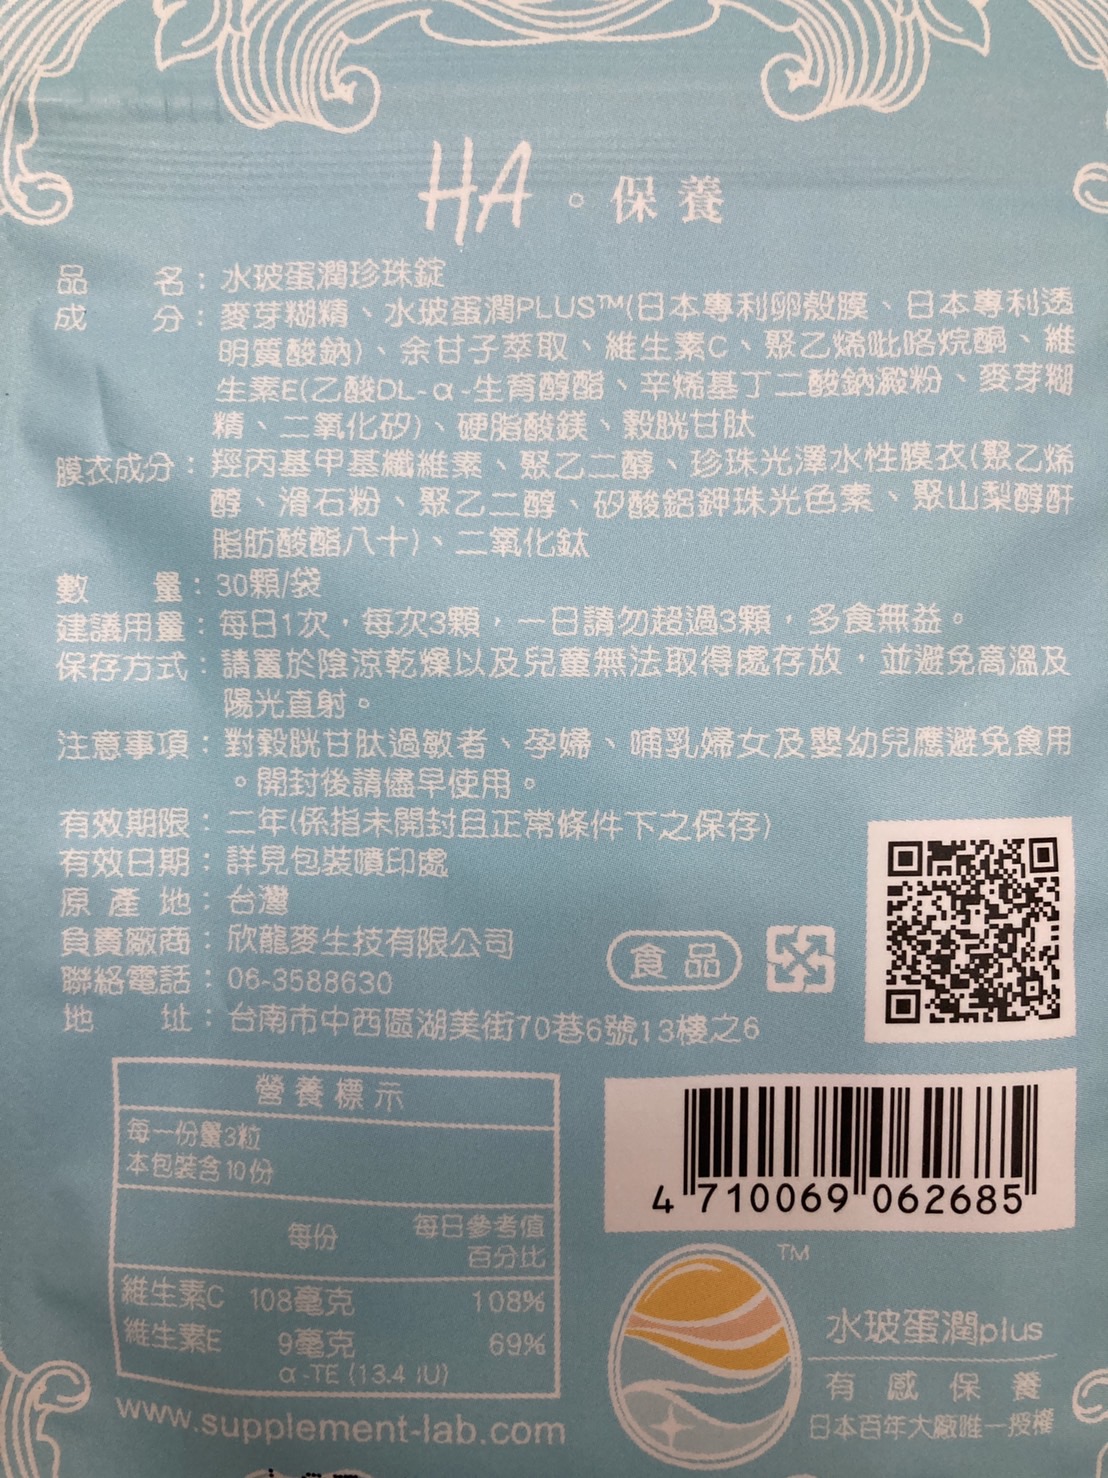 HA。保養
品名：水玻蛋潤珍珠錠
成分：麥芽糊精、水玻蛋潤PLUS™(日本專利卵殼膜、日本專利透
明質酸鈉)、余甘子萃取、維生素C、聚乙烯吡咯烷酮、維
生素E(乙酸DL-α-生育醇酯、辛烯基丁二酸鈉澱粉、麥芽糊
精、二氧化矽)、硬脂酸鎂、穀胱甘肽
膜衣成分：羥丙基甲基纖維素、聚乙二醇、珍珠光澤水性膜衣(聚乙烯
醇、滑石粉、聚乙二醇、矽酸鋁鉀珠光色素、聚山梨醇酐
脂肪酸酯八十)、二氧化鈦
數量：30顆/袋
建議用量：每日1次，每次3顆，一日請勿超過3顆，多食無益。
保存方式：請置於陰涼乾燥以及兒童無法取得處存放，並避免高溫及
陽光直射。
注意事項：對穀胱甘肽過敏者、孕婦、哺乳婦女及嬰幼兒應避免食用
。開封後請儘早使用。
有效期限：二年(係指未開封且正常條件下之保存)
有效日期：詳見包裝噴印處
原產地：台灣
負責廠商：欣龍麥生技有限公司
聯絡電話：06-3588630
地址：台南市中西區湖美街70巷6號13樓之6
食品
營養標示
每一份量3粒
本包裝含10份
每份 每日參考值
百分比
維生素C 108毫克 108%
維生素E 9毫克 69%
α-TE (13.4 IU)
www.supplement-lab.com
4 710069 062685
TM
水玻蛋潤plus
有感保養
日本百年大廠唯一授權